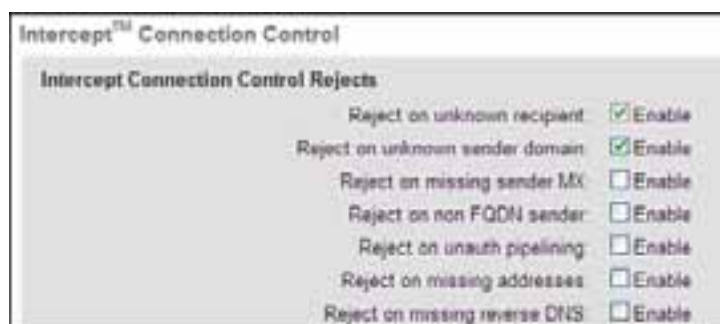 Intercept™ Connection Control
Intercept Connection Control Rejects
Reject on unknown recipient Enable
Reject on unknown sender domain Enable
Reject on missing sender MX Enable
Reject on non FQDN sender Enable
Reject on unauth pipelining Enable
Reject on missing addresses Enable
Reject on missing reverse DNS Enable